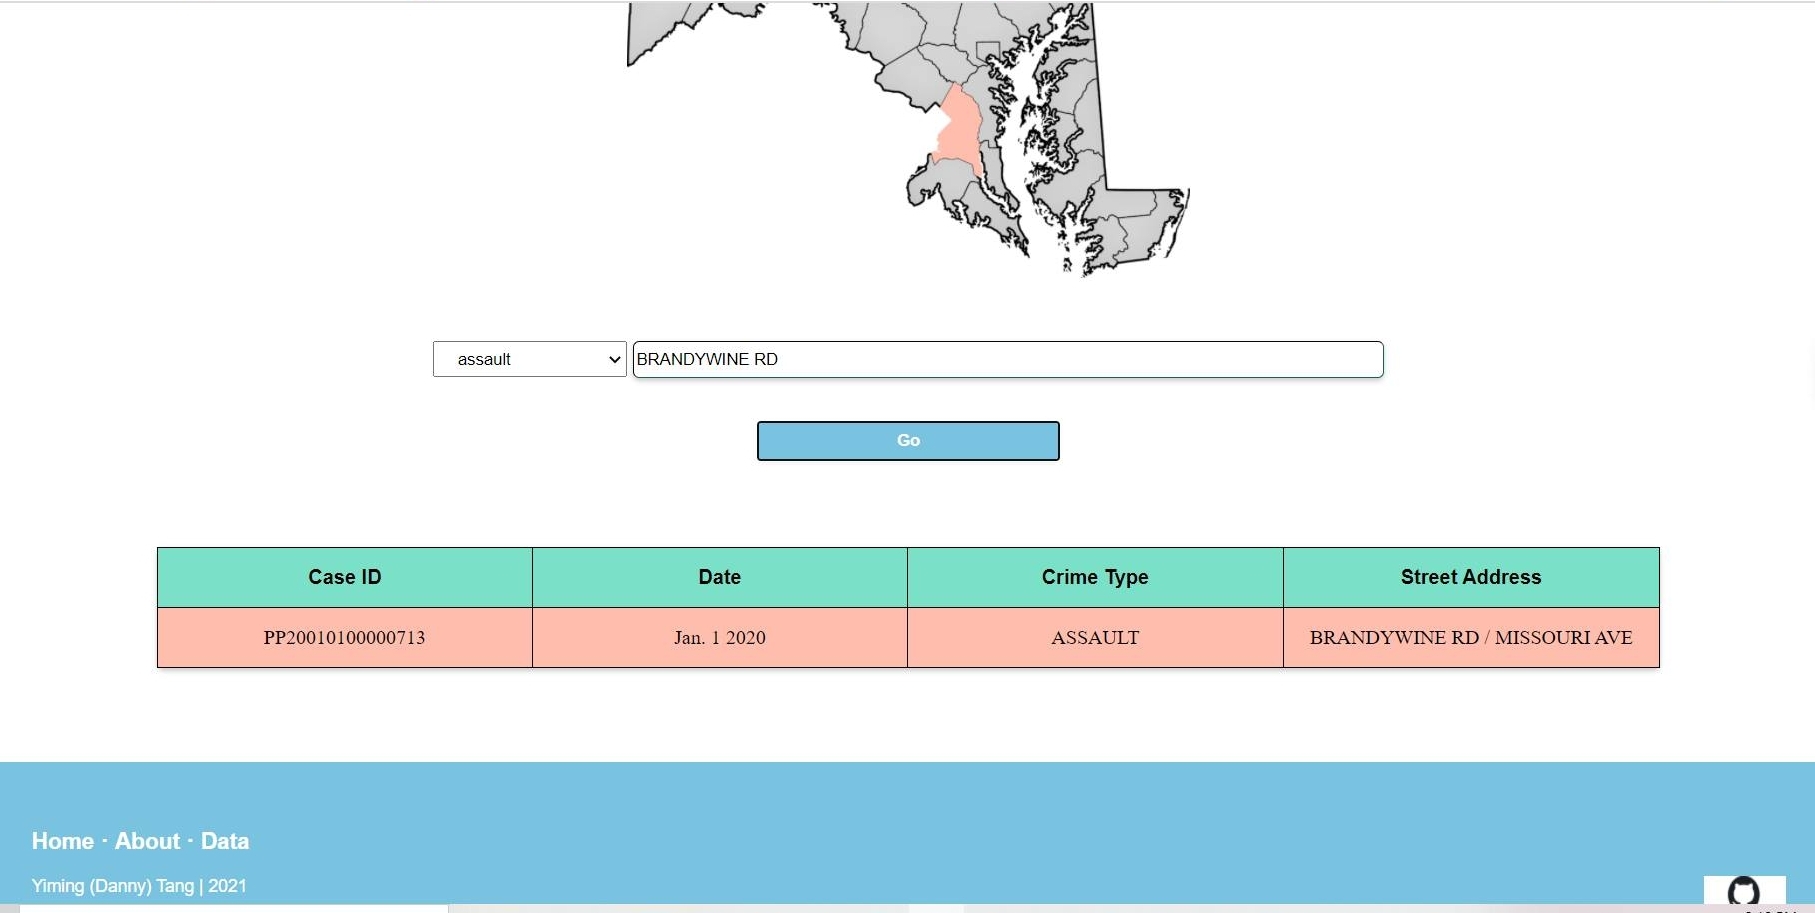 assault
BRANDYWINE RD
Go
Case ID Date Crime Type Street Address
PP20010100000713 Jan. 1 2020 ASSAULT BRANDYWINE RD / MISSOURI AVE
Home · About · Data
Yiming (Danny) Tang | 2021